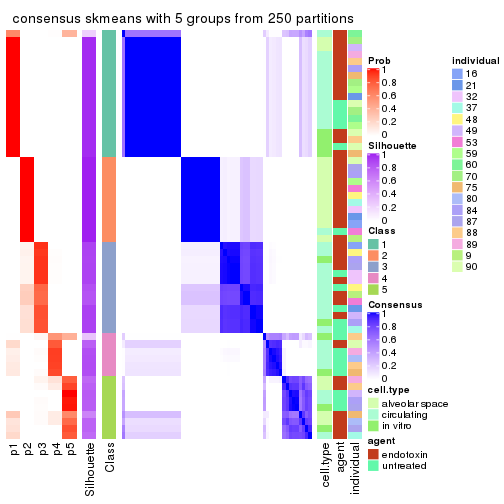 consensus skmeans with 5 groups from 250 partitions
p1
p2
p3
p4
p5
Silhouette
Class
cell.type
agent
individual
Prob
1
0.8
0.6
0.4
0.2
0
Silhouette
1
0.8
0.6
0.4
0.2
0
Class
1
2
3
4
5
Consensus
1
0.8
0.6
0.4
0.2
0
cell.type
alveolar space
circulating
in vitro
agent
endotoxin
untreated
individual
16
21
32
37
48
49
53
59
60
70
75
80
84
87
88
89
9
90